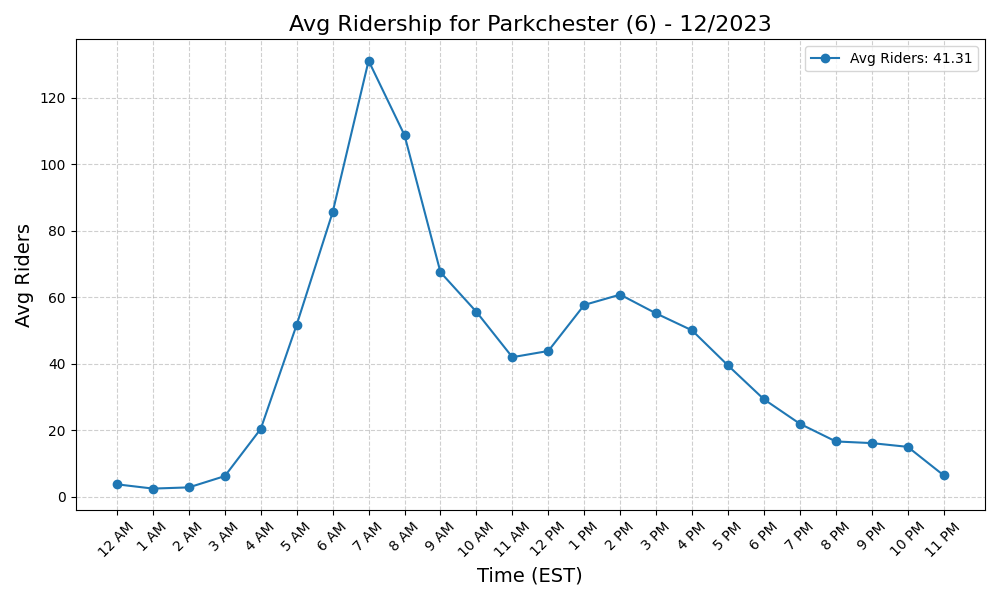 Avg Ridership for Parkchester (6) - 12/2023
Avg Riders: 41.31
Avg Riders
120
100
80
60
40
20
0
12 AM
1 AM
2 AM
3 AM
4 AM
5 AM
6 AM
7 AM
8 AM
9 AM
10 AM
11 AM
12 PM
1 PM
2 PM
3 PM
4 PM
5 PM
6 PM
7 PM
8 PM
9 PM
10 PM
11 PM
Time (EST)